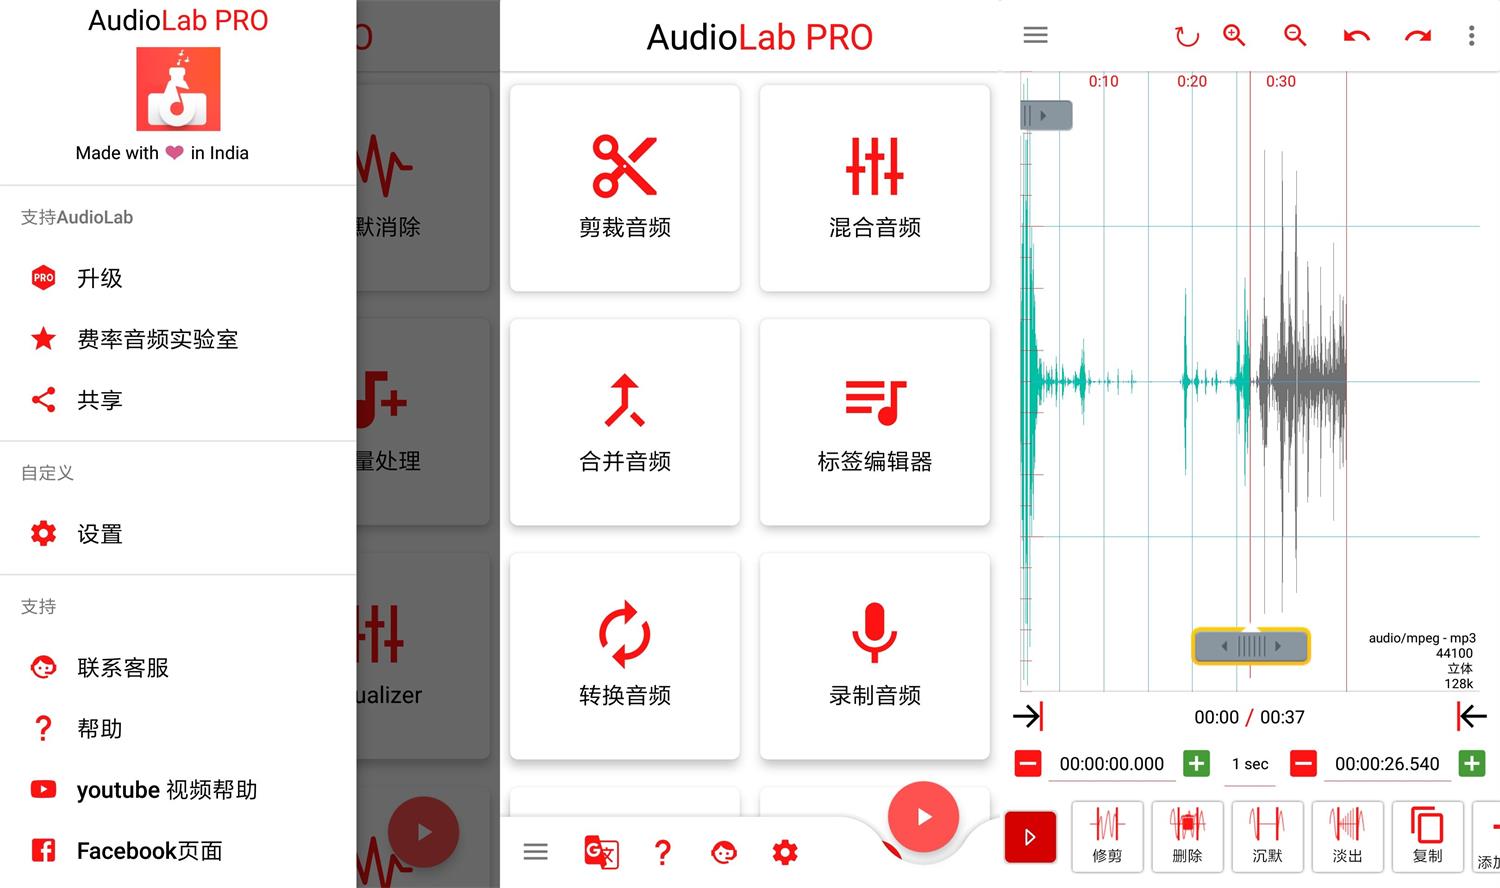 AudioLab PRO
Made with in India
支持AudioLab
PRO
升级
费率音频实验室
共享
自定义
设置
支持
联系客服
?
帮助
youtube 视频帮助
Facebook页面
O
默消除
量处理
ualizer
AudioLab PRO
剪裁音频
混合音频
合并音频
标签编辑器
转换音频
录制音频
G文
?
0:10
0:20
0:30
audio/mpeg - mp3
44100
立体
128k
00:00 / 00:37
00:00:00.000
1 sec
00:00:26.540
修剪
删除
沉默
淡出
复制
添加